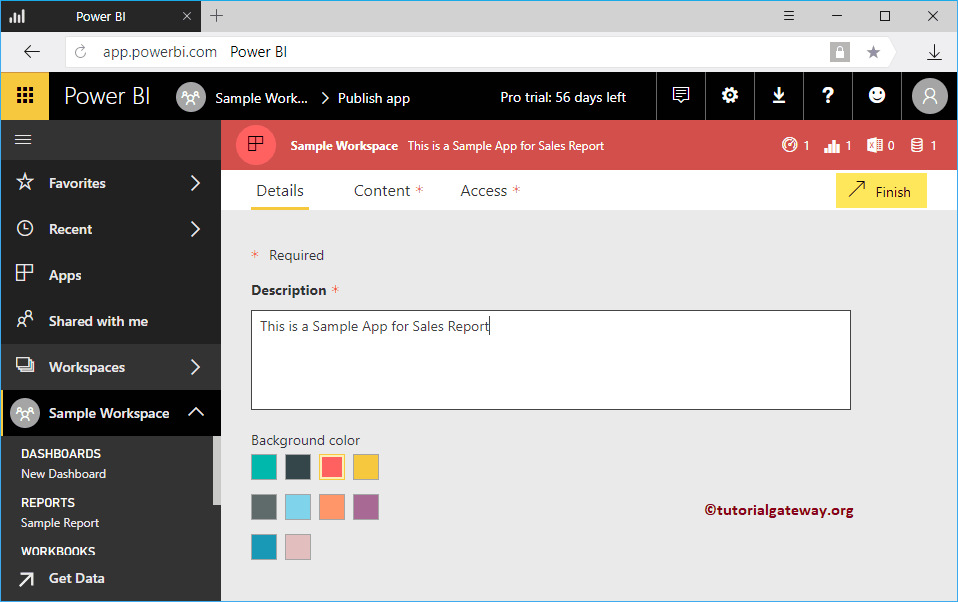 Power BI
app.powerbi.com Power BI
Power BI Sample Work... Publish app Pro trial: 56 days left ?
Sample Workspace This is a Sample App for Sales Report 1 1 0 1
Details Content * Access * Finish
Favorites
Recent
Apps
Shared with me
Workspaces
Sample Workspace
DASHBOARDS
New Dashboard
REPORTS
Sample Report
WORKBOOKS
Get Data
* Required
Description *
This is a Sample App for Sales Report
Background color
©tutorialgateway.org